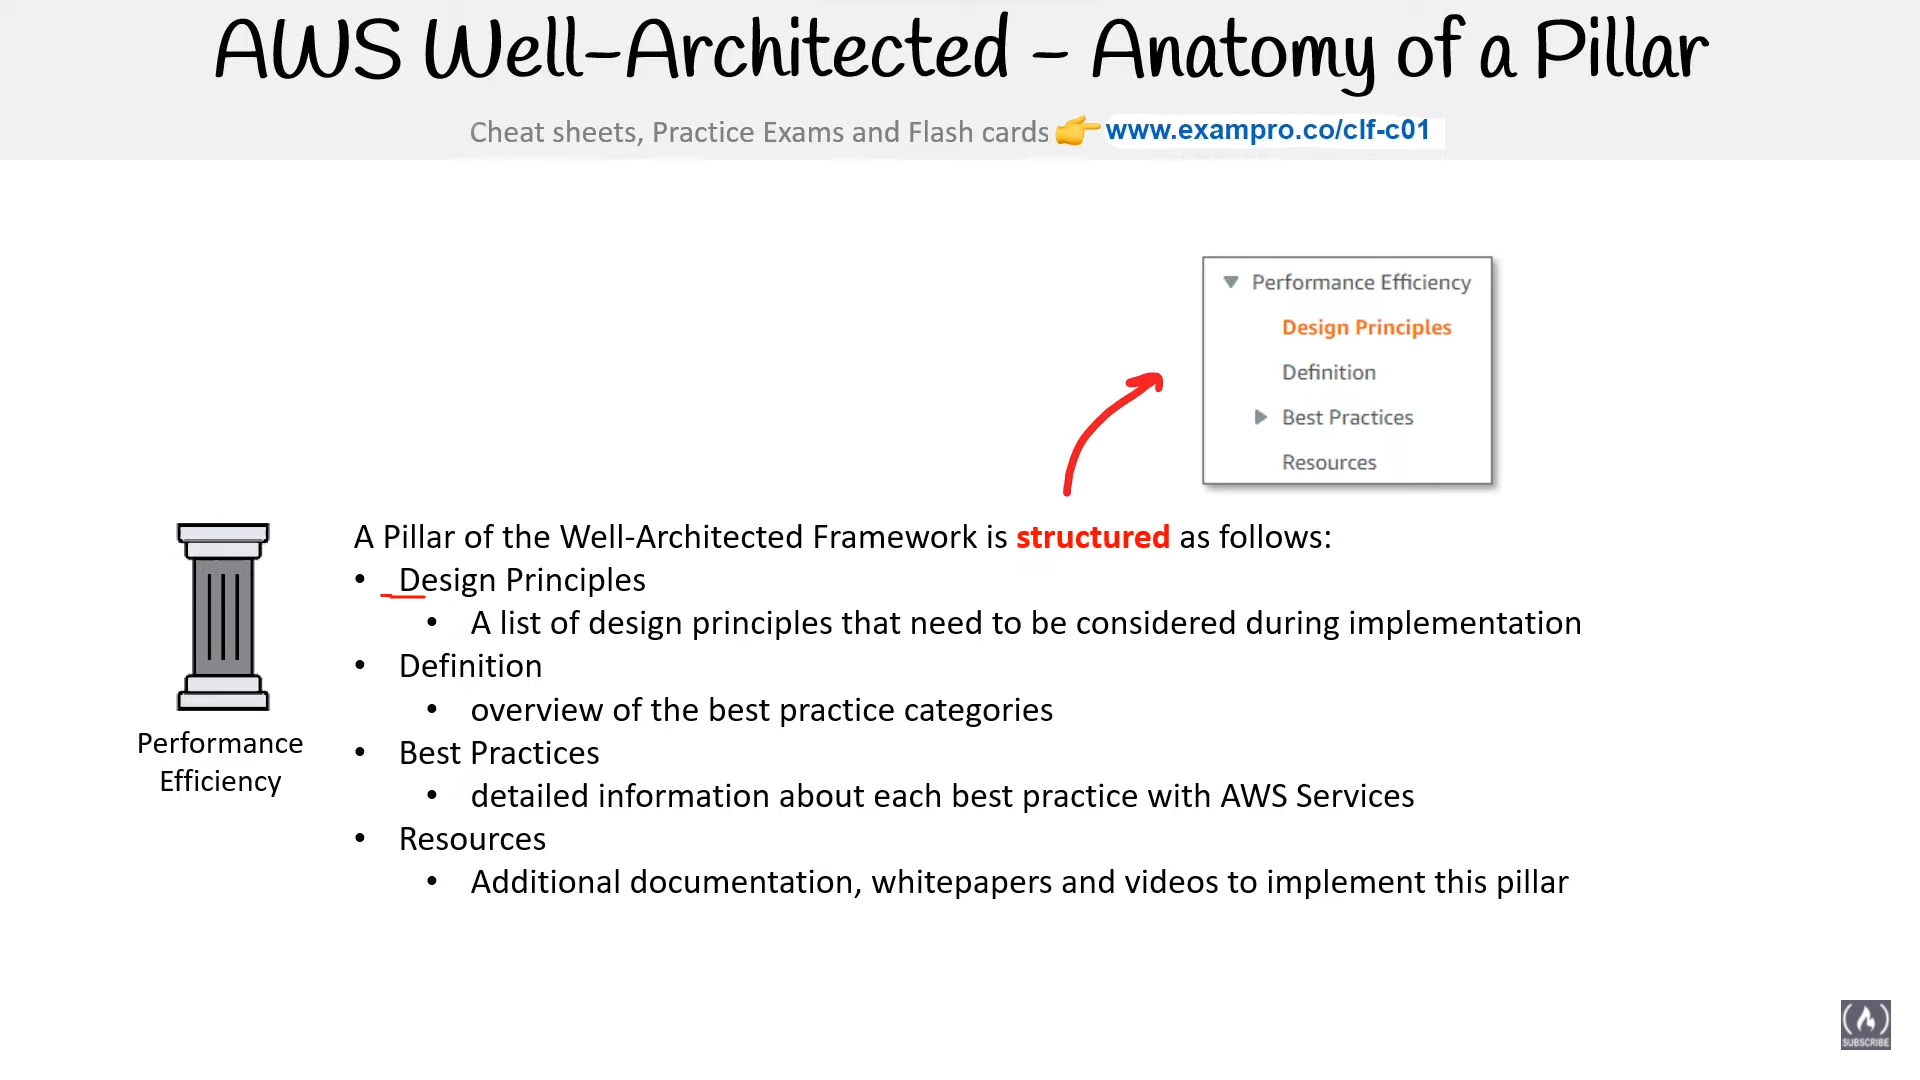 AWS Well-Architected - Anatomy of a Pillar
Cheat sheets, Practice Exams and Flash cards 👉 www.exampro.co/clf-c01
Performance Efficiency
Design Principles
Definition
Best Practices
Resources
A Pillar of the Well-Architected Framework is structured as follows:
• Design Principles
• A list of design principles that need to be considered during implementation
• Definition
• overview of the best practice categories
• Best Practices
• detailed information about each best practice with AWS Services
• Resources
• Additional documentation, whitepapers and videos to implement this pillar
Performance
Efficiency
SUBSCRIBE